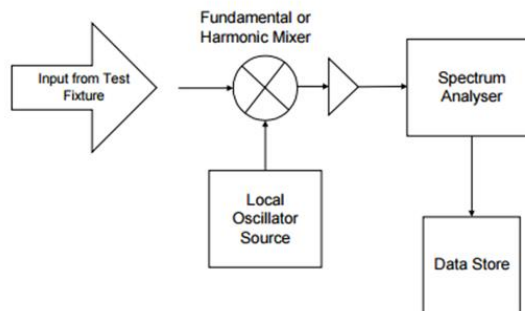 Fundamental or
Harmonic Mixer
Input from Test
Fixture
Spectrum
Analyser
Local
Oscillator
Source
Data Store